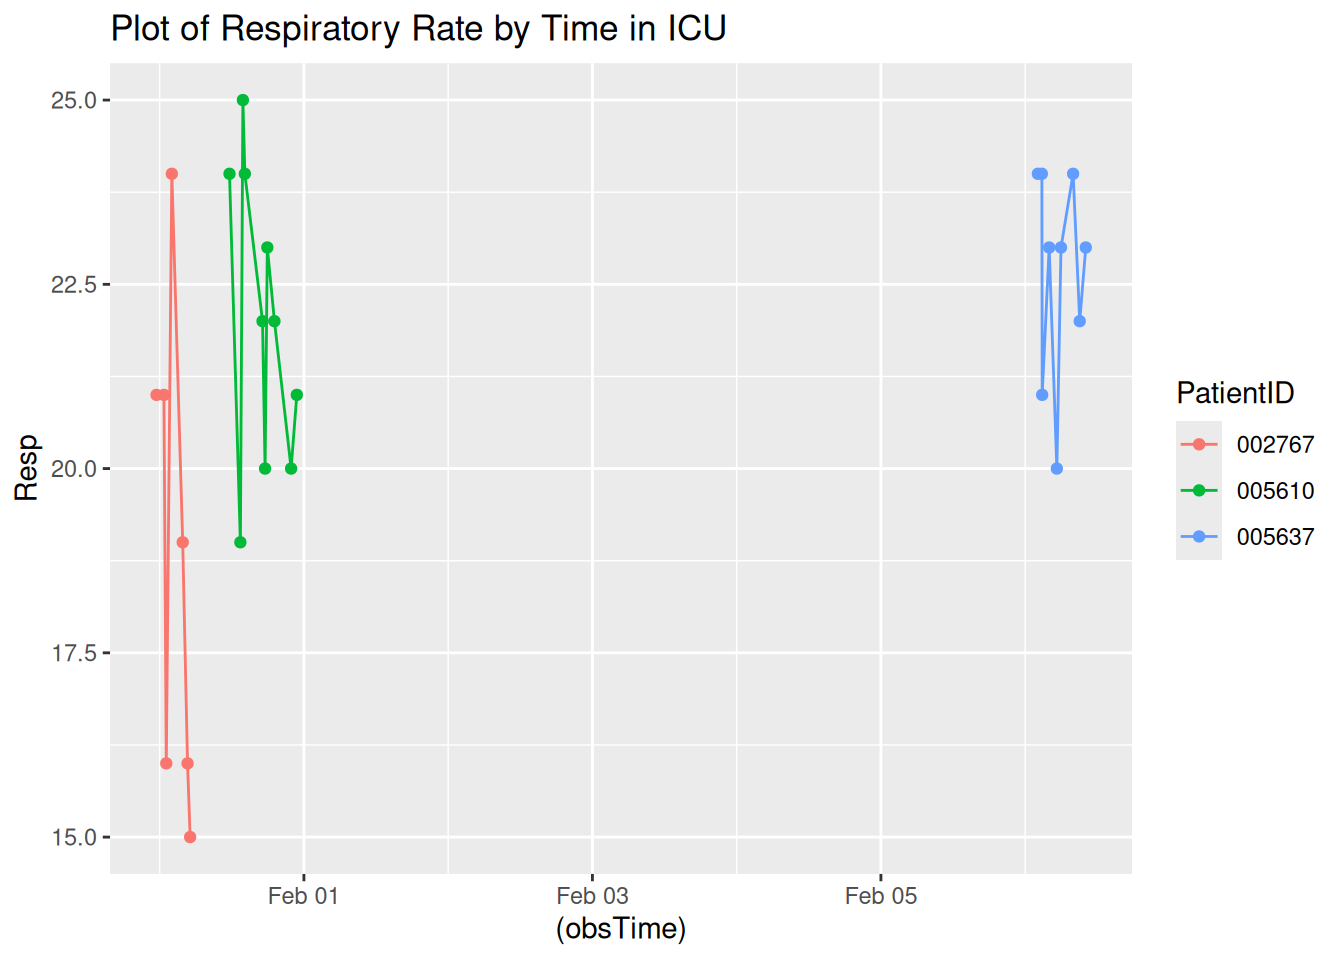 Plot of Respiratory Rate by Time in ICU
25.0
22.5
20.0
17.5
15.0
Resp
Feb 01
Feb 03
Feb 05
(obsTime)
PatientID
002767
005610
005637